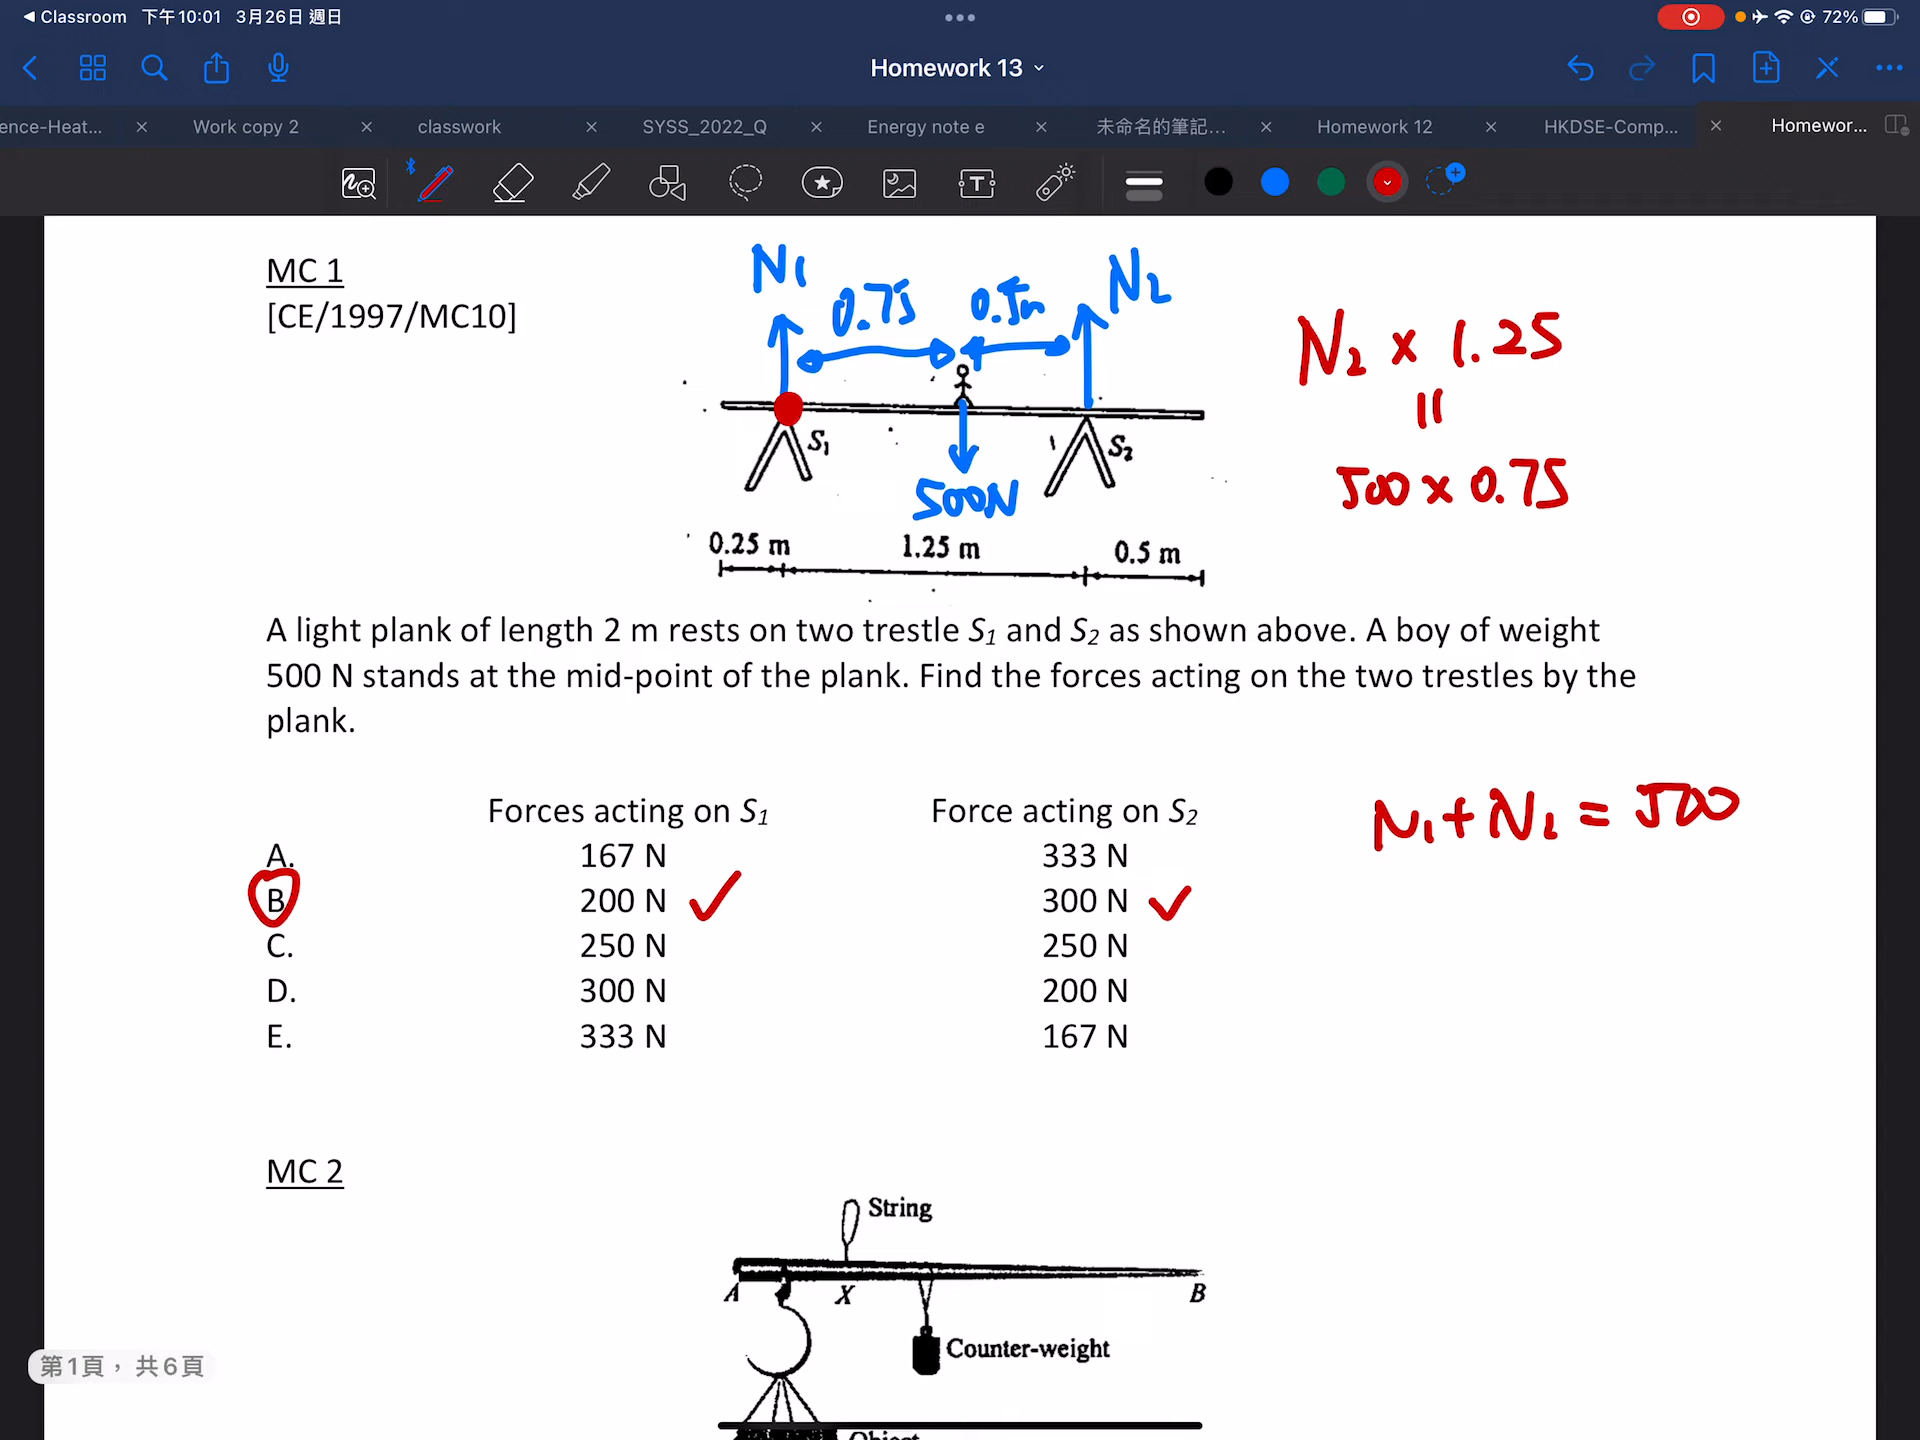 ◀ Classroom 下午10:01 3月26日 週日 72%
Homework 13
ence-Heat... Work copy 2 classwork SYSS_2022_Q Energy note e 未命名的筆記... Homework 12 HKDSE-Comp... Homewor...
MC 1
[CE/1997/MC10]
N1 0.75 0.5m N2
N2 x 1.25
=
500 x 0.75
S1 S2
500N
0.25 m 1.25 m 0.5 m
A light plank of length 2 m rests on two trestle S1 and S2 as shown above. A boy of weight
500 N stands at the mid-point of the plank. Find the forces acting on the two trestles by the
plank.
Forces acting on S1 Force acting on S2
N1 + N2 = 500
A. 167 N 333 N
B 200 N ✓ 300 N ✓
C. 250 N 250 N
D. 300 N 200 N
E. 333 N 167 N
MC 2
String
A X B
Counter-weight
Object
第1頁，共6頁